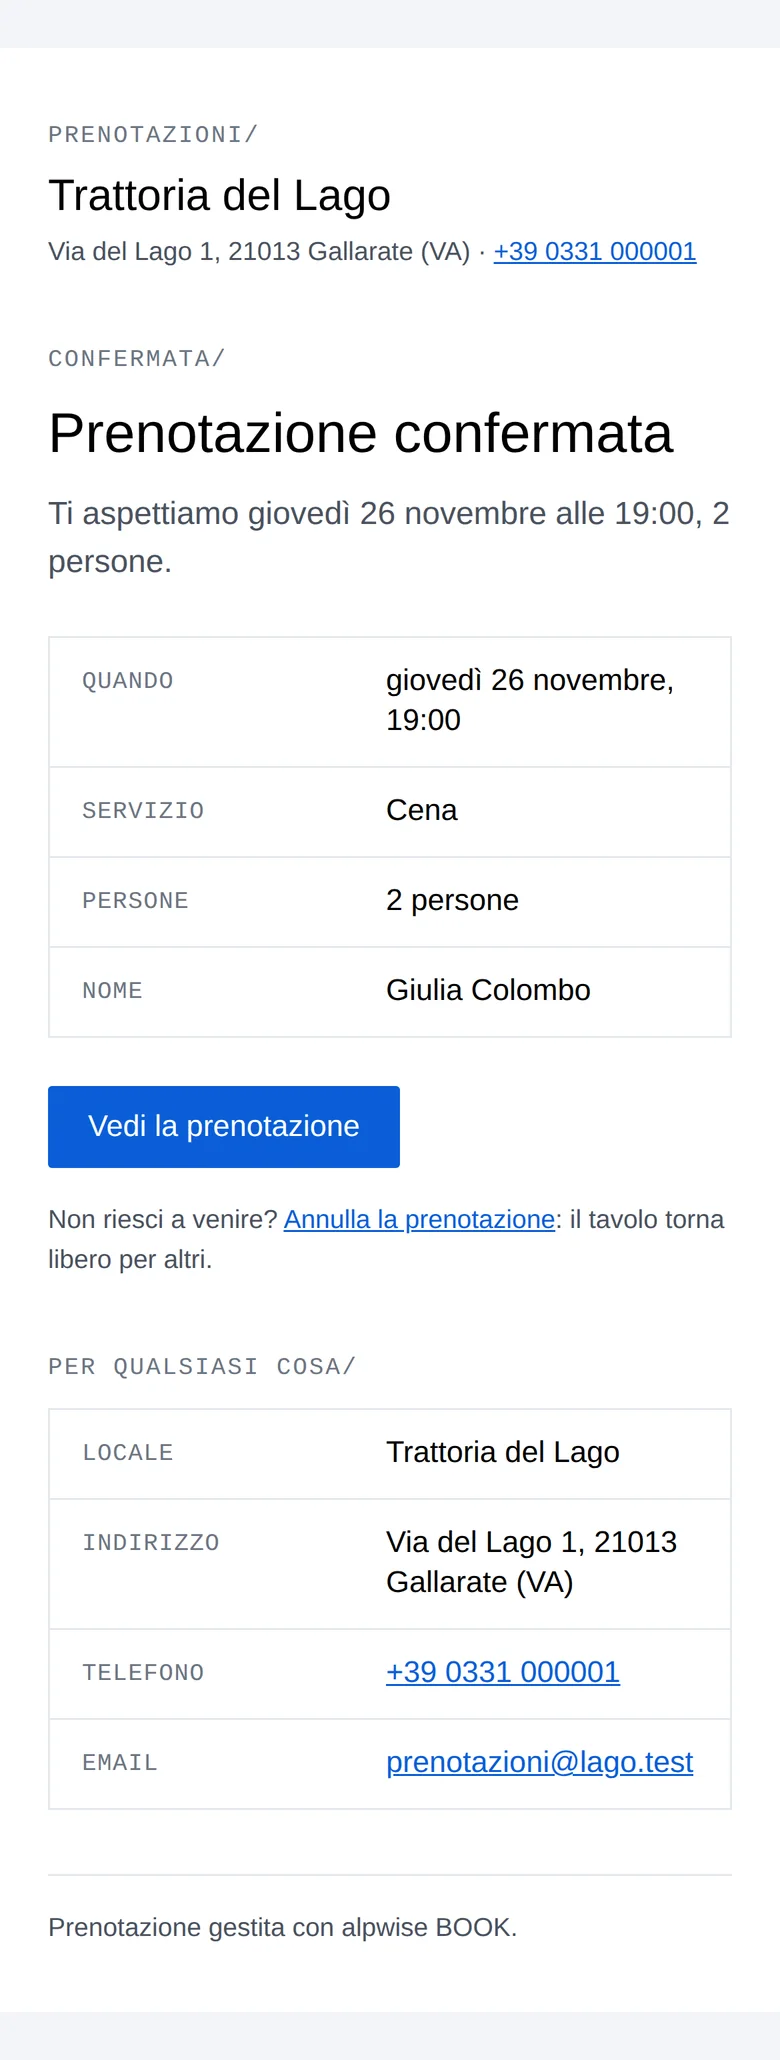 PRENOTAZIONI/
Trattoria del Lago
Via del Lago 1, 21013 Gallarate (VA) · +39 0331 000001
CONFERMATA/
Prenotazione confermata
Ti aspettiamo giovedì 26 novembre alle 19:00, 2
persone.
QUANDO
giovedì 26 novembre,
19:00
SERVIZIO
Cena
PERSONE
2 persone
NOME
Giulia Colombo
Vedi la prenotazione
Non riesci a venire? Annulla la prenotazione: il tavolo torna
libero per altri.
PER QUALSIASI COSA/
LOCALE
Trattoria del Lago
INDIRIZZO
Via del Lago 1, 21013
Gallarate (VA)
TELEFONO
+39 0331 000001
EMAIL
prenotazioni@lago.test
Prenotazione gestita con alpwise BOOK.